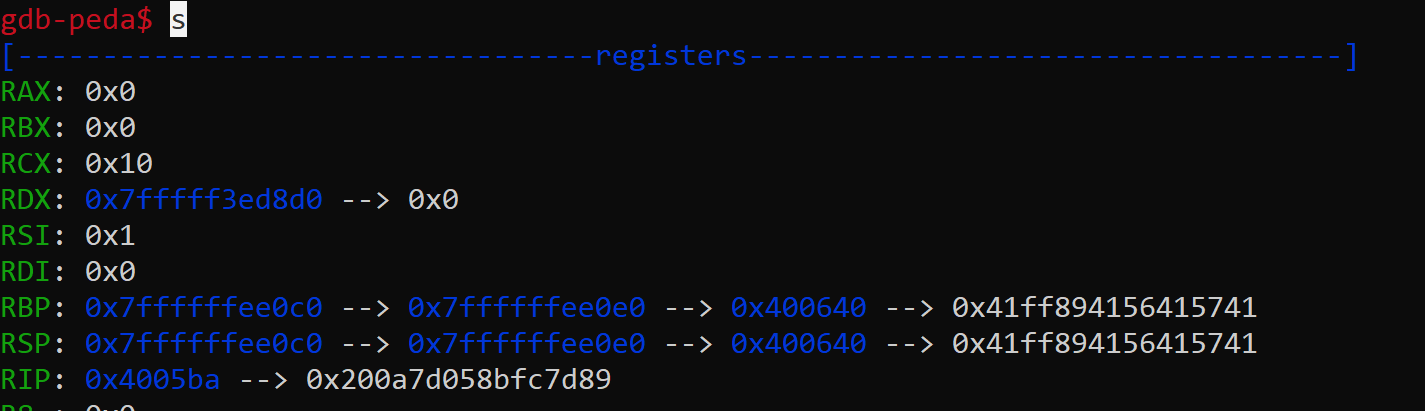 gdb-peda$ s
[----------------------------------registers-----------------------------------]
RAX: 0x0
RBX: 0x0
RCX: 0x10
RDX: 0x7fffff3ed8d0 --> 0x0
RSI: 0x1
RDI: 0x0
RBP: 0x7ffffffee0c0 --> 0x7ffffffee0e0 --> 0x400640 --> 0x41ff894156415741
RSP: 0x7ffffffee0c0 --> 0x7ffffffee0e0 --> 0x400640 --> 0x41ff894156415741
RIP: 0x4005ba --> 0x200a7d058bfc7d89